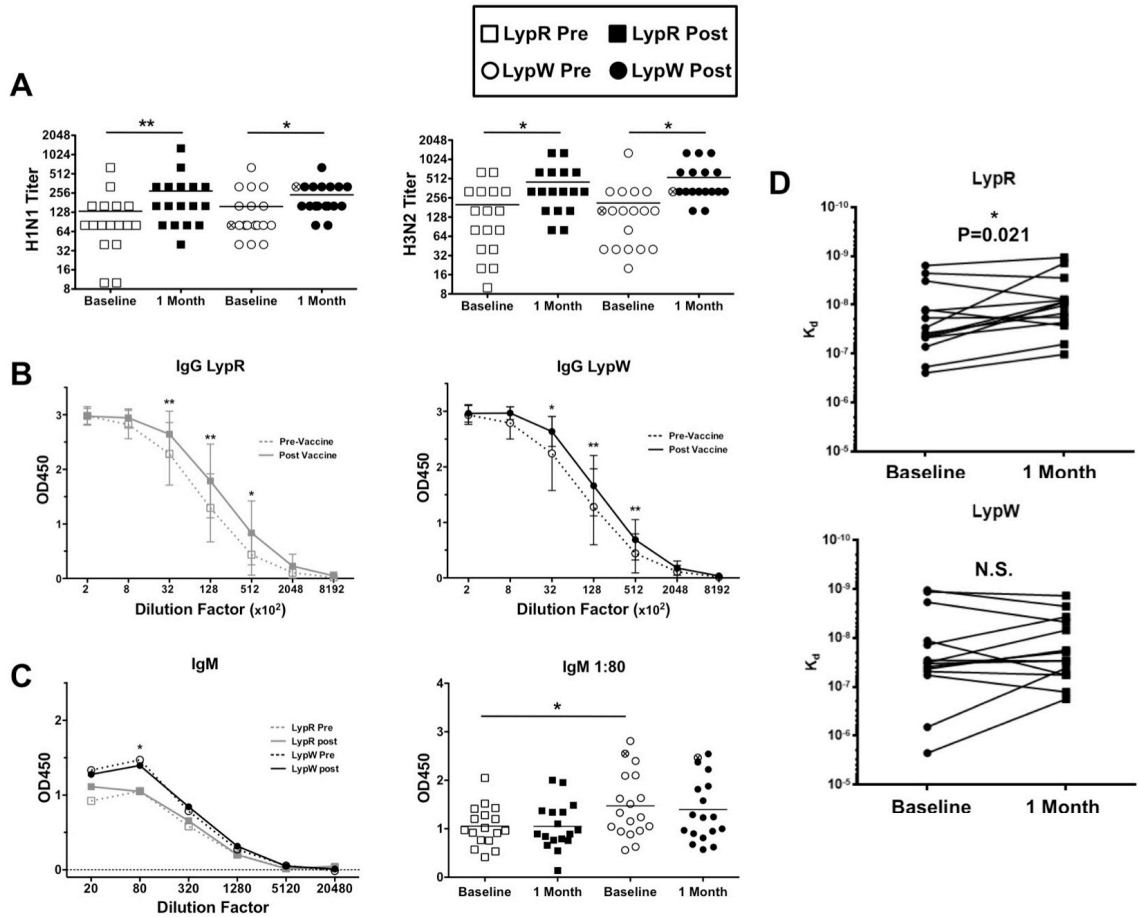 LypR Pre LypR Post
LypW Pre LypW Post
A
H1N1 Titer
2048
1024
512
256
128
64
32
16
8
**
*
Baseline 1 Month Baseline 1 Month
H3N2 Titer
2048
1024
512
256
128
64
32
16
8
*
*
Baseline 1 Month Baseline 1 Month
B
IgG LypR
OD450
3
2
1
0
**
**
*
Pre-Vaccine
Post Vaccine
2 8 32 128 512 2048 8192
Dilution Factor (x10²)
IgG LypW
OD450
3
2
1
0
*
**
**
Pre-Vaccine
Post Vaccine
2 8 32 128 512 2048 8192
Dilution Factor (x10²)
C
IgM
OD450
2
1
0
*
LypR Pre
LypR post
LypW Pre
LypW post
20 80 320 1280 5120 20480
Dilution Factor
IgM 1:80
OD450
4
3
2
1
0
*
Baseline 1 Month Baseline 1 Month
D
LypR
*
P=0.021
Kd
10-10
10-9
10-8
10-7
10-6
10-5
Baseline 1 Month
LypW
N.S.
Kd
10-10
10-9
10-8
10-7
10-6
10-5
Baseline 1 Month